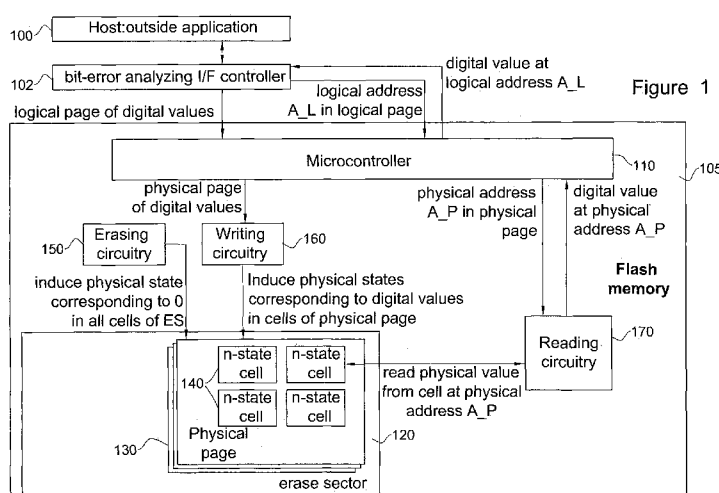 100
Host:outside application
102
bit-error analyzing I/F controller
digital value at
logical address A_L
logical address
A_L in logical page
Figure 1
logical page of digital values
Microcontroller
110
105
physical page
of digital values
physical address
A_P in physical
page
digital value
at physical
address A_P
150
Erasing
circuitry
Writing
circuitry
160
Flash
memory
induce physical state
corresponding to 0
in all cells of ES
Induce physical states
corresponding to digital values
in cells of physical page
Reading
circuitry
170
n-state
cell
n-state
cell
140
n-state
cell
n-state
cell
read physical value
from cell at physical
address A_P
Physical
page
130
120
erase sector